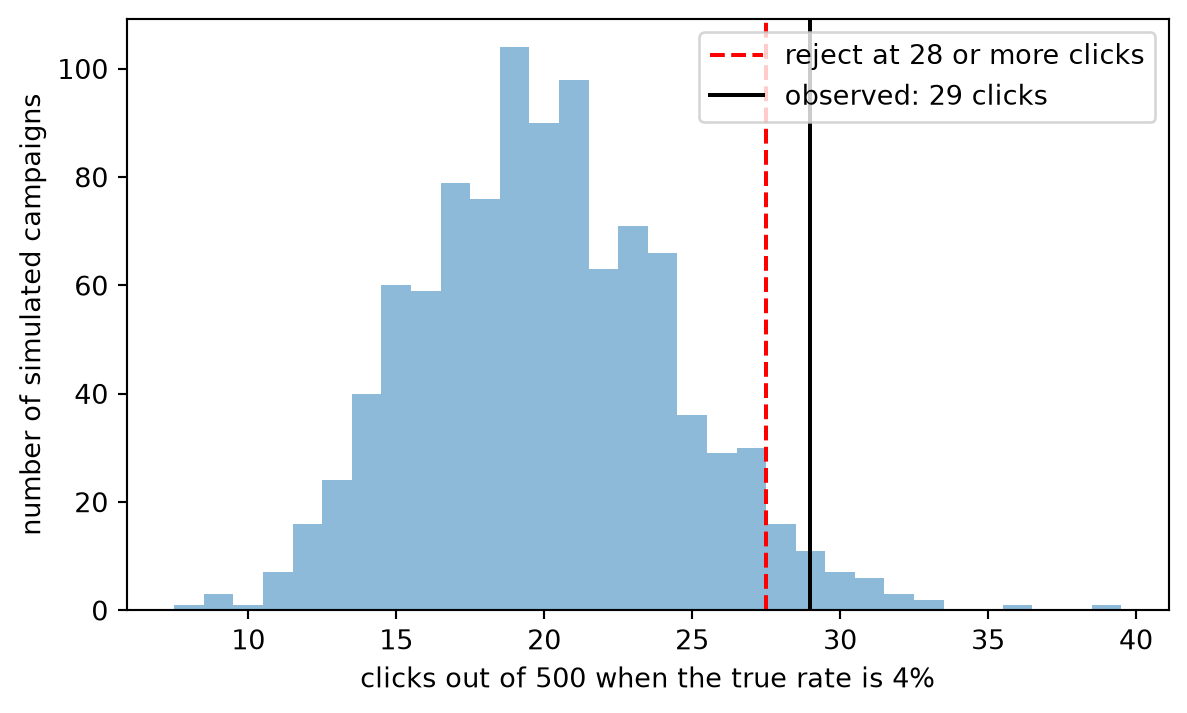 reject at 28 or more clicks
observed: 29 clicks
number of simulated campaigns
100
80
60
40
20
0
10 15 20 25 30 35 40
clicks out of 500 when the true rate is 4%